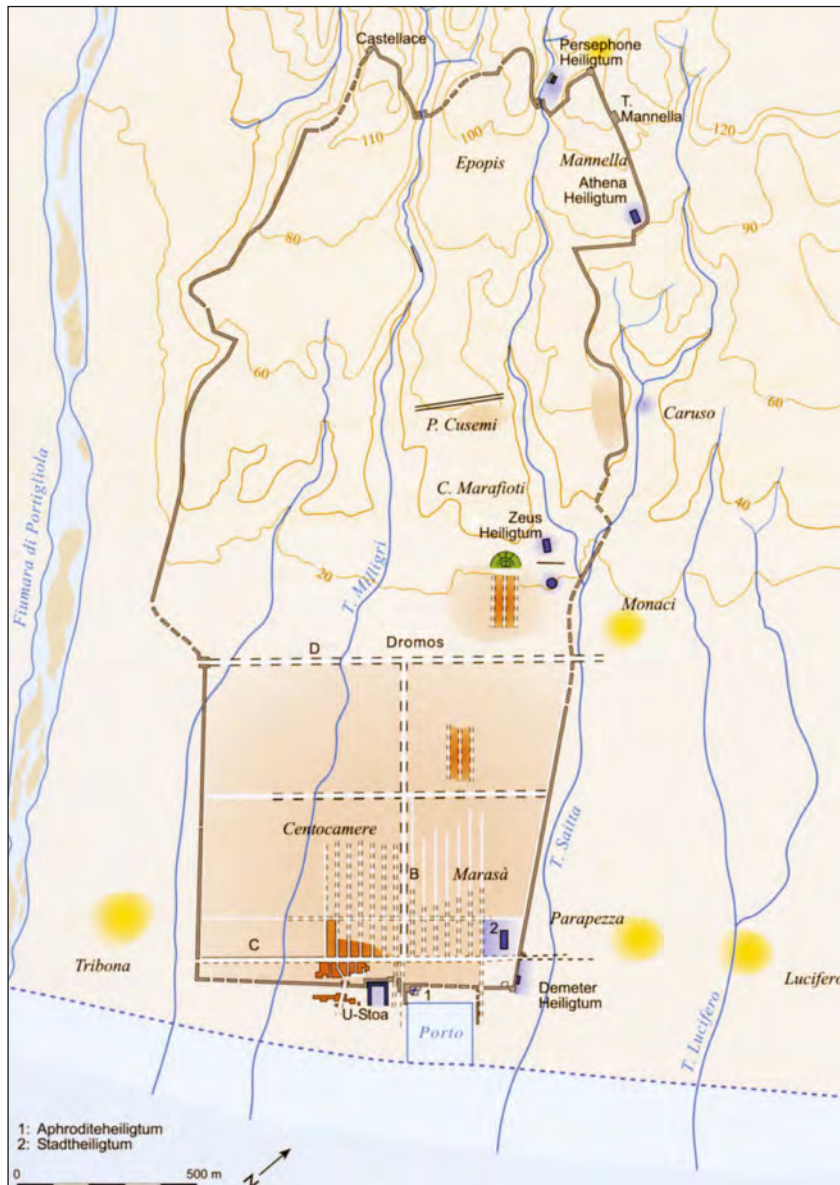 Castellace
Persephone
Heiligtum
T.
Mannella
110
100
120
Epopis
Mannella
Athena
Heiligtum
80
90
60
P. Cusemi
Caruso
60
C. Marafioti
40
Zeus
Heiligtum
Fiumara di Portigliola
T. Milligri
20
Monaci
D
Dromos
Centocamere
T. Saitta
B
Marasà
2
Parapezza
C
Tribona
Lucifero
1
Demeter
Heiligtum
U-Stoa
Porto
T. Lucifero
1: Aphroditeheiligtum
2: Stadtheiligtum
0 500 m
N